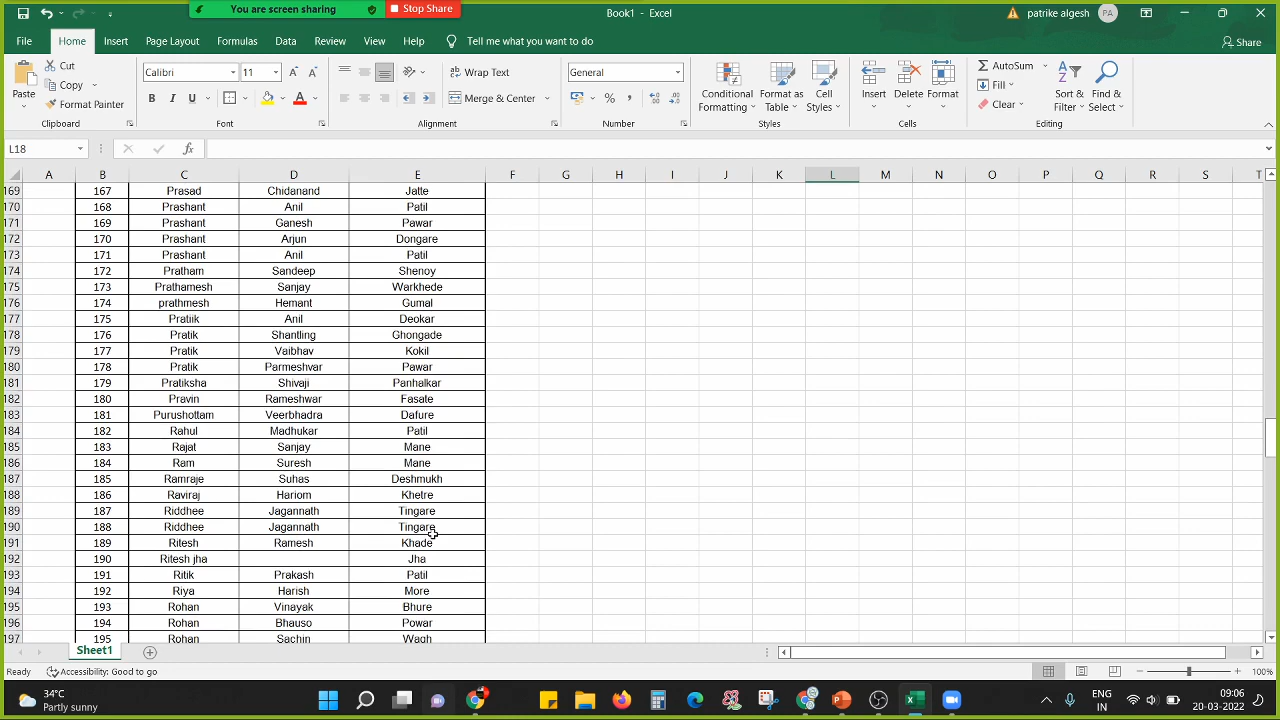 You are screen sharing Stop Share
Book1 - Excel
patrike algesh PA
File Home Insert Page Layout Formulas Data Review View Help Tell me what you want to do Share
Paste Cut Copy Format Painter Clipboard
Calibri 11 B I U A Font
Wrap Text Merge & Center Alignment
General % , Number
Conditional Formatting Format as Table Cell Styles Styles
Insert Delete Format Cells
AutoSum Fill Clear Sort & Filter Find & Select Editing
L18 fx
A B C D E F G H I J K L M N O P Q R S T
169 167 Prasad Chidanand Jatte
170 168 Prashant Anil Patil
171 169 Prashant Ganesh Pawar
172 170 Prashant Arjun Dongare
173 171 Prashant Anil Patil
174 172 Pratham Sandeep Shenoy
175 173 Prathamesh Sanjay Warkhede
176 174 prathmesh Hemant Gumal
177 175 Pratiik Anil Deokar
178 176 Pratik Shantling Ghongade
179 177 Pratik Vaibhav Kokil
180 178 Pratik Parmeshvar Pawar
181 179 Pratiksha Shivaji Panhalkar
182 180 Pravin Rameshwar Fasate
183 181 Purushottam Veerbhadra Dafure
184 182 Rahul Madhukar Patil
185 183 Rajat Sanjay Mane
186 184 Ram Suresh Mane
187 185 Ramraje Suhas Deshmukh
188 186 Raviraj Hariom Khetre
189 187 Riddhee Jagannath Tingare
190 188 Riddhee Jagannath Tingare
191 189 Ritesh Ramesh Khade
192 190 Ritesh jha Jha
193 191 Ritik Prakash Patil
194 192 Riya Harish More
195 193 Rohan Vinayak Bhure
196 194 Rohan Bhauso Powar
197 195 Rohan Sachin Wagh
Sheet1
Ready Accessibility: Good to go 100%
34°C
Partly sunny
ENG
IN
09:06
20-03-2022